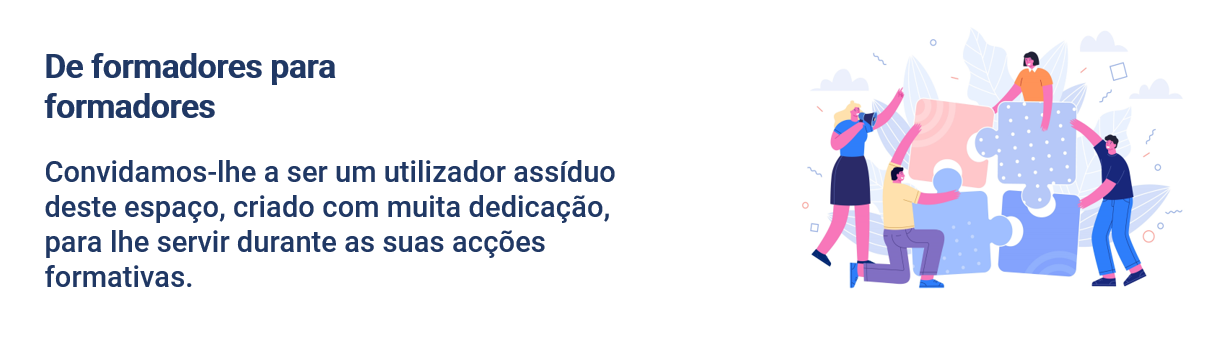 De formadores para
formadores
Convidamos-lhe a ser um utilizador assíduo
deste espaço, criado com muita dedicação,
para lhe servir durante as suas acções
formativas.